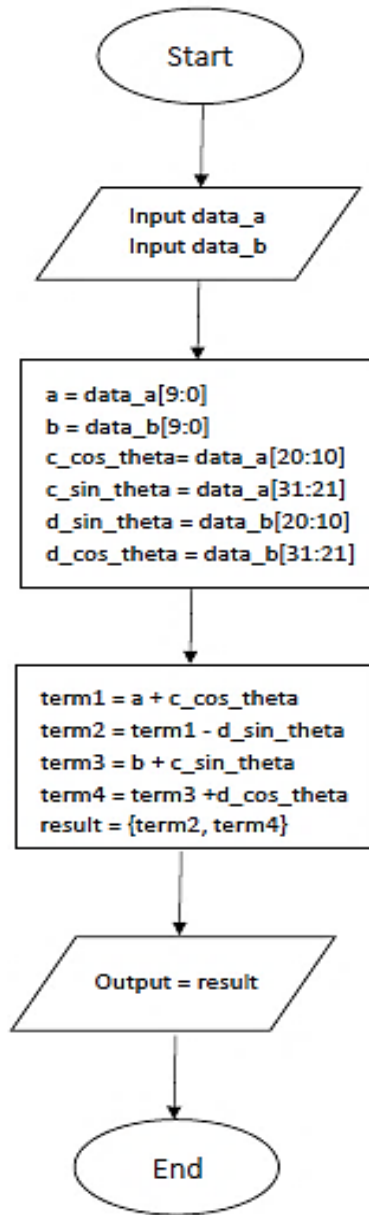 Start
Input data_a
Input data_b
a = data_a[9:0]
b = data_b[9:0]
c_cos_theta= data_a[20:10]
c_sin_theta = data_a[31:21]
d_sin_theta = data_b[20:10]
d_cos_theta = data_b[31:21]
term1 = a + c_cos_theta
term2 = term1 - d_sin_theta
term3 = b + c_sin_theta
term4 = term3 +d_cos_theta
result = {term2, term4}
Output = result
End